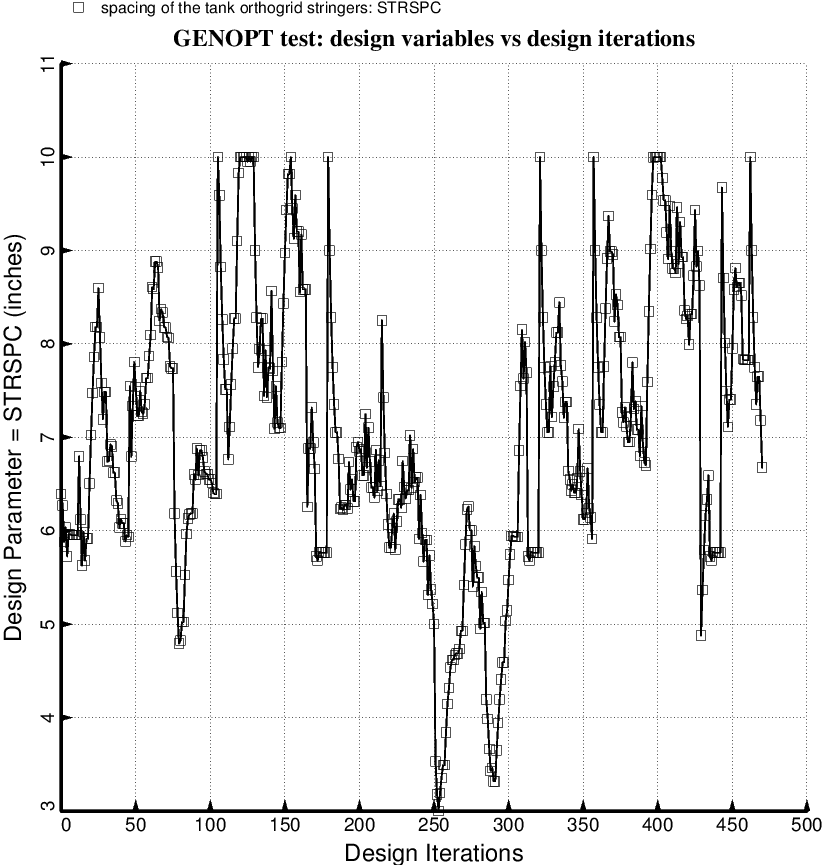 spacing of the tank orthogrid stringers: STRSPC
GENOPT test: design variables vs design iterations
11
10
9
8
7
6
5
4
3
Design Parameter = STRSPC (inches)
0 50 100 150 200 250 300 350 400 450 500
Design Iterations